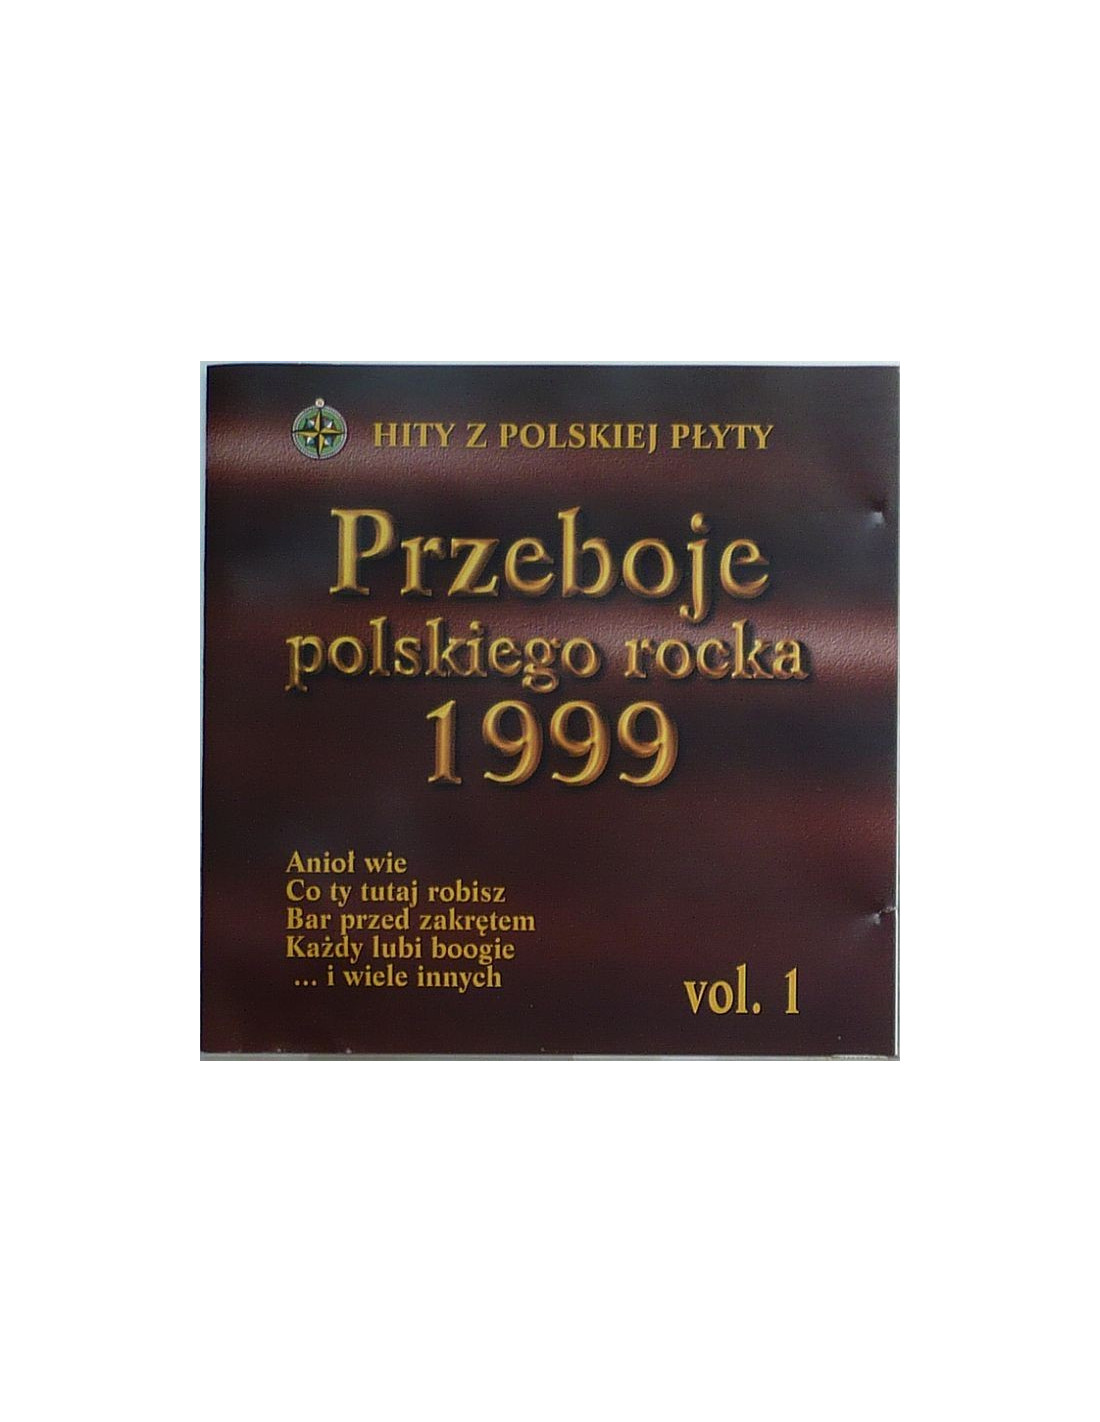 HITY Z POLSKIEJ PŁYTY
Przeboje
polskiego rocka
1999
Anioł wie
Co ty tutaj robisz
Bar przed zakrętem
Każdy lubi boogie
... i wiele innych
vol. 1